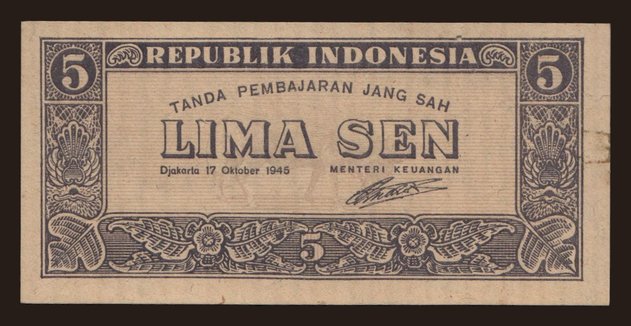 5 REPUBLIK INDONESIA 5
TANDA PEMBAJARAN JANG SAH
LIMA SEN
Djakarta 17 Oktober 1945 MENTERI KEUANGAN
5